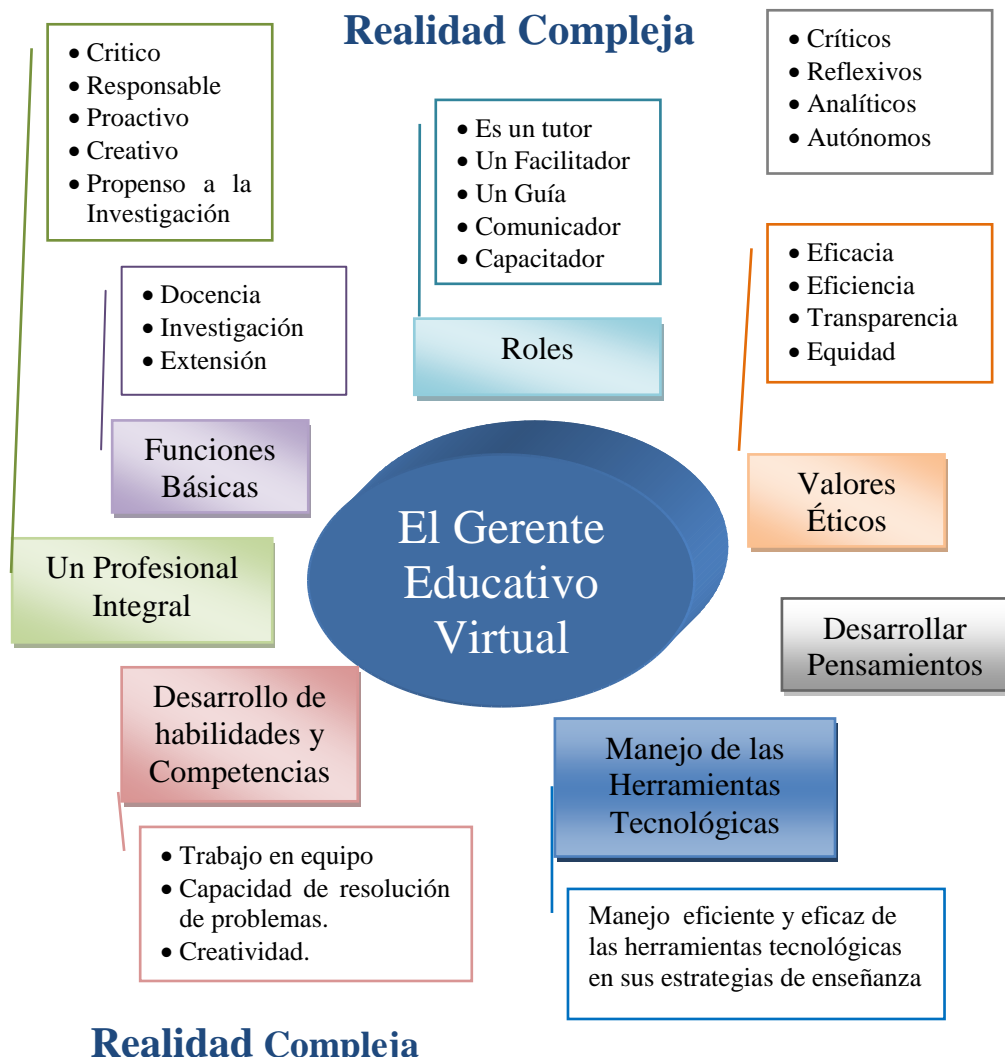 Realidad Compleja
• Critico
• Responsable
• Proactivo
• Creativo
• Propenso a la
Investigación
• Es un tutor
• Un Facilitador
• Un Guía
• Comunicador
• Capacitador
• Críticos
• Reflexivos
• Analíticos
• Autónomos
• Docencia
• Investigación
• Extensión
• Eficacia
• Eficiencia
• Transparencia
• Equidad
Roles
Funciones
Básicas
Valores
Éticos
Un Profesional
Integral
El Gerente
Educativo
Virtual
Desarrollar
Pensamientos
Desarrollo de
habilidades y
Competencias
Manejo de las
Herramientas
Tecnológicas
• Trabajo en equipo
• Capacidad de resolución
de problemas.
• Creatividad.
Manejo eficiente y eficaz de
las herramientas tecnológicas
en sus estrategias de enseñanza
Realidad Compleja